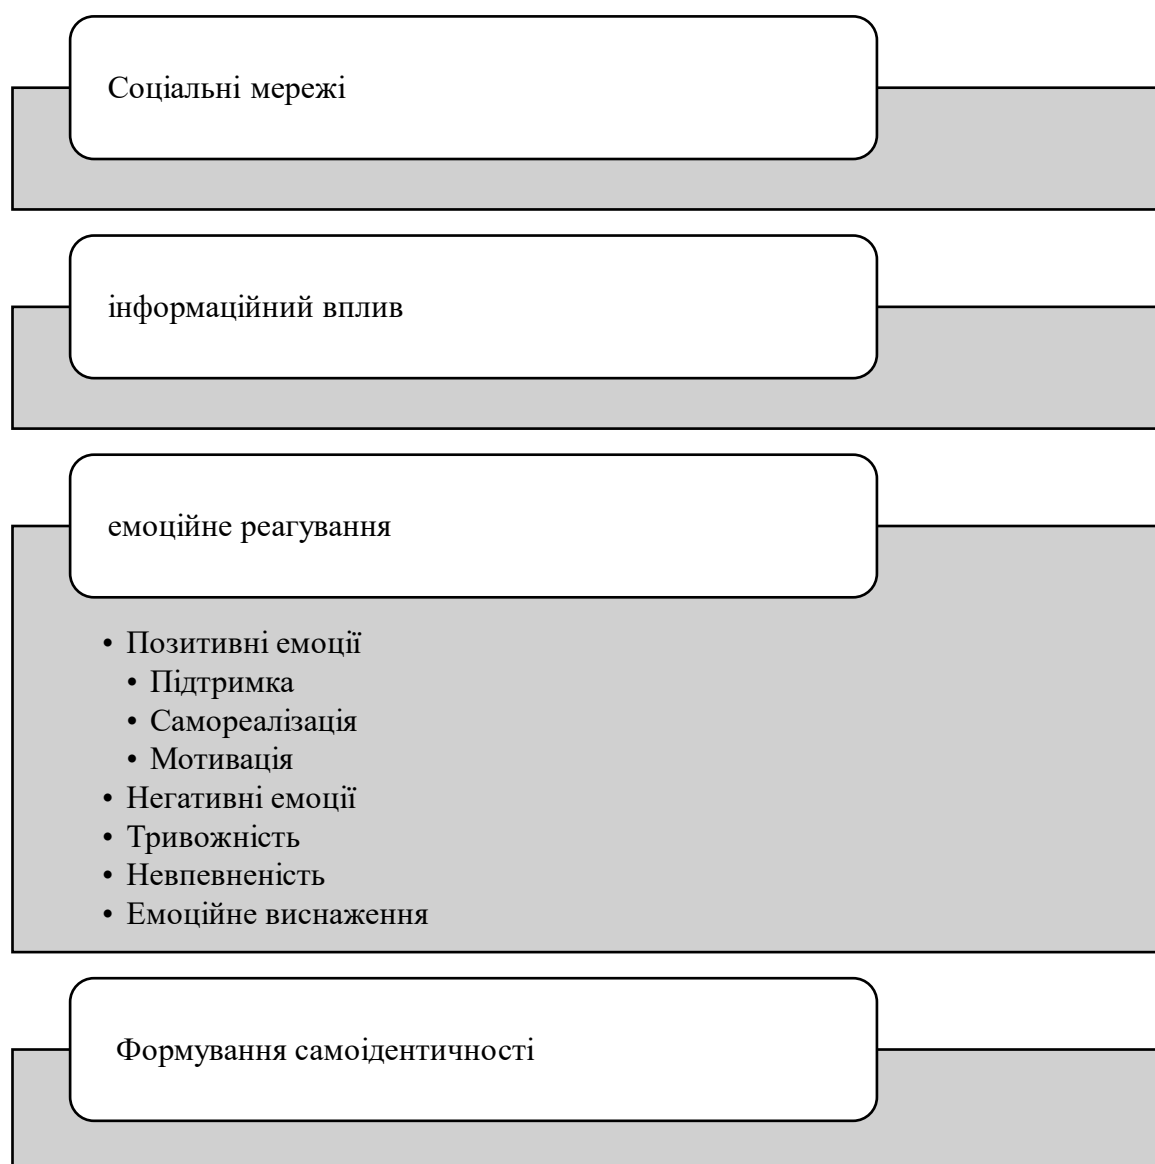 Соціальні мережі
інформаційний вплив
емоційне реагування
• Позитивні емоції
• Підтримка
• Самореалізація
• Мотивація
• Негативні емоції
• Тривожність
• Невпевненість
• Емоційне виснаження
Формування самоідентичності